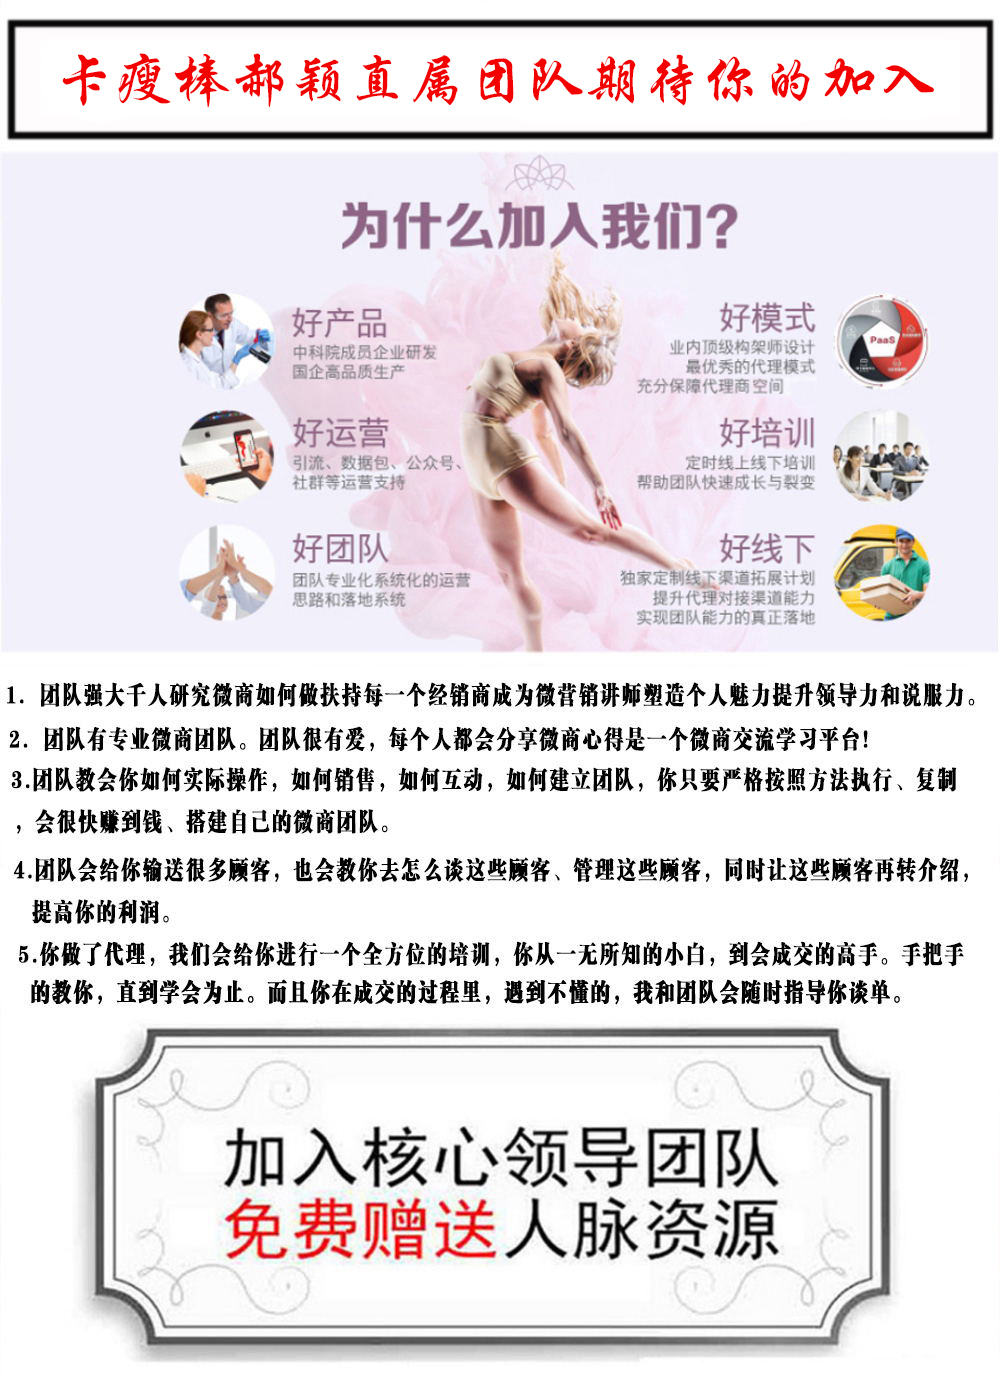 卡瘦棒郝颖直属团队期待你的加入
为什么加入我们?
好产品
中科院成员企业研发
国企高品质生产
好模式
业内顶级构架师设计
最优秀的代理模式
充分保障代理商空间
PaaS
好运营
引流、数据包、公众号、
社群等运营支持
好培训
定时线上线下培训
帮助团队快速成长与裂变
好团队
团队专业化系统化的运营
思路和落地系统
好线下
独家定制线下渠道拓展计划
提升代理对接渠道能力
实现团队能力的真正落地
1. 团队强大千人研究微商如何做扶持每一个经销商成为微营销讲师塑造个人魅力提升领导力和说服力。
2. 团队有专业微商团队。团队很有爱，每个人都会分享微商心得是一个微商交流学习平台!
3.团队教会你如何实际操作，如何销售，如何互动，如何建立团队，你只要严格按照方法执行、复制
，会很快赚到钱、搭建自己的微商团队。
4.团队会给你输送很多顾客，也会教你去怎么谈这些顾客、管理这些顾客，同时让这些顾客再转介绍，
提高你的利润。
5.你做了代理，我们会给你进行一个全方位的培训，你从一无所知的小白，到会成交的高手。手把手
的教你，直到学会为止。而且你在成交的过程里，遇到不懂的，我和团队会随时指导你谈单。
加入核心领导团队
免费赠送人脉资源